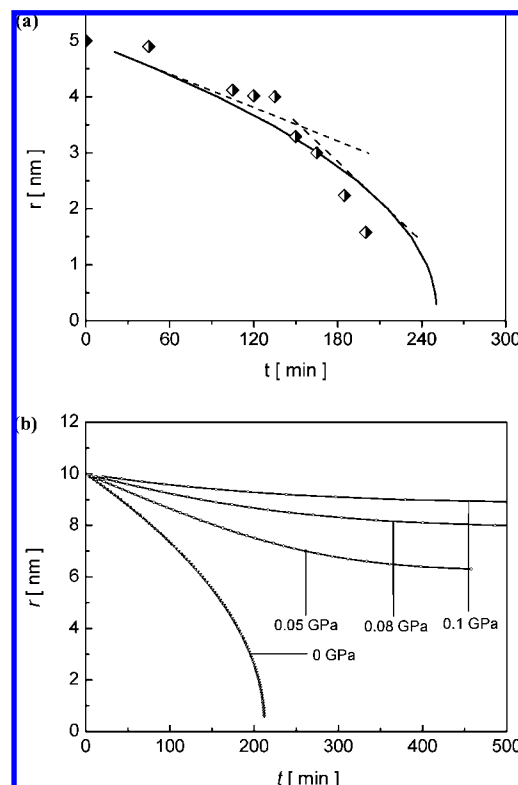 (a)
5
4
3
2
1
0
r [ nm ]
0 60 120 180 240 300
t [ min ]
(b)
12
10
8
6
4
2
0
r [ nm ]
0.05 GPa
0.08 GPa
0.1 GPa
0 GPa
0 100 200 300 400 500
t [ min ]